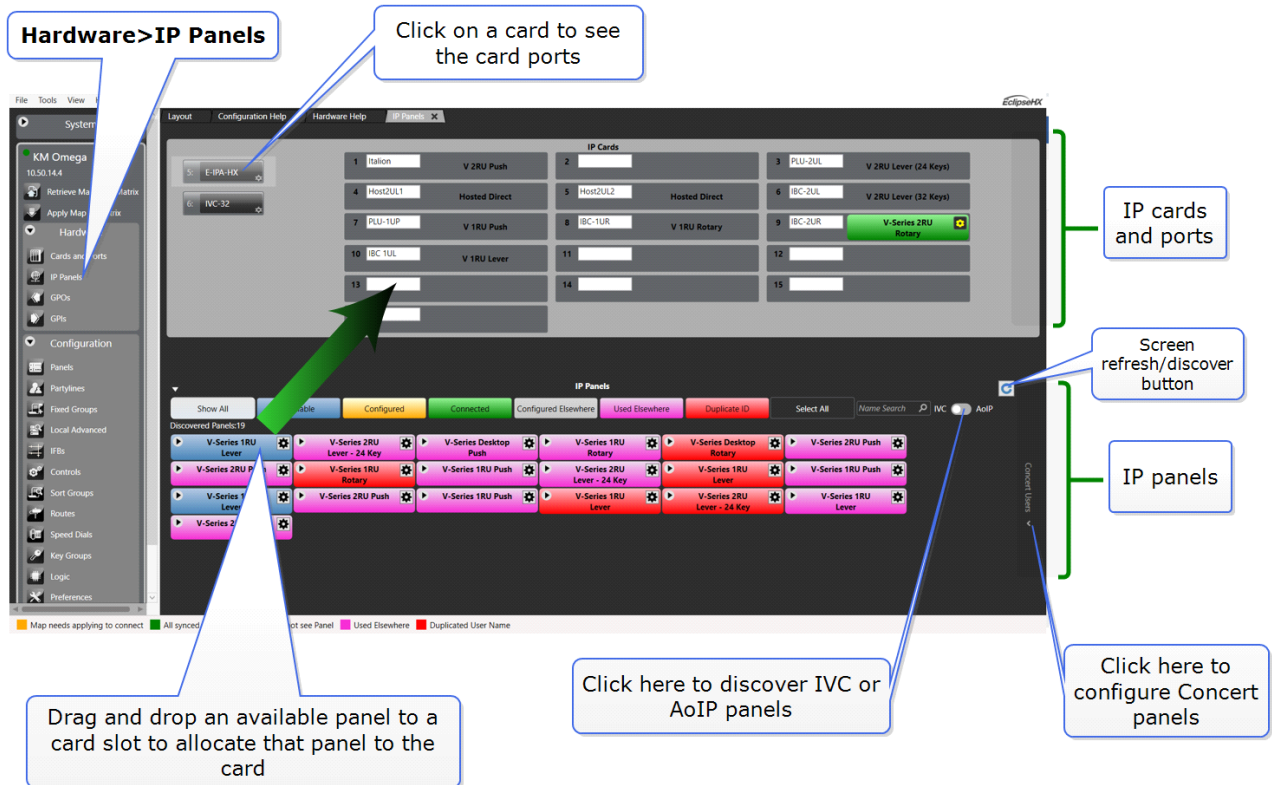 Hardware>IP Panels
Click on a card to see
the card ports
File Tools View
EclipseHX
System
Layout Configuration Help Hardware Help IP Panels
KM Omega
10.50.14.4
Retrieve Ma Matrix
Apply Map
Hardw
Cards and Ports
IP Panels
GPOs
GPIs
Configuration
Panels
Partylines
Fixed Groups
Local Advanced
IFBs
Controls
Sort Groups
Routes
Speed Dials
Key Groups
Logic
Preferences
IP Cards
5: E-IPA-HX
6: IVC-32
1 Italion V 2RU Push
2
3 PLU-2UL V 2RU Lever (24 Keys)
4 Host2UL1 Hosted Direct
5 Host2UL2 Hosted Direct
6 IBC-2UL V 2RU Lever (32 Keys)
7 PLU-1UP V 1RU Push
8 IBC-1UR V 1RU Rotary
9 IBC-2UR V-Series 2RU
Rotary
10 IBC 1UL V 1RU Lever
11
12
13
14
15
IP cards
and ports
Screen
refresh/discover
button
IP Panels
Show All Configured Connected Configured Elsewhere Used Elsewhere Duplicate ID Select All Name Search IVC AoIP
Discovered Panels:19
V-Series 1RU
Lever
V-Series 2RU
Lever - 24 Key
V-Series Desktop
Push
V-Series 1RU
Rotary
V-Series Desktop
Rotary
V-Series 2RU Push
V-Series 2RU P
V-Series 1RU
Rotary
V-Series 1RU Push
V-Series 2RU
Lever - 24 Key
V-Series 1RU
Lever
V-Series 1RU Push
V-Series 1
Lever
V-Series 2RU Push
V-Series 1RU Push
V-Series 1RU
Lever
V-Series 2RU
Lever - 24 Key
V-Series 1RU
Lever
V-Series 2
Concert Users
IP panels
Map needs applying to connect All synced ot see Panel Used Elsewhere Duplicated User Name
Drag and drop an available panel to a
card slot to allocate that panel to the
card
Click here to discover IVC or
AoIP panels
Click here to
configure Concert
panels